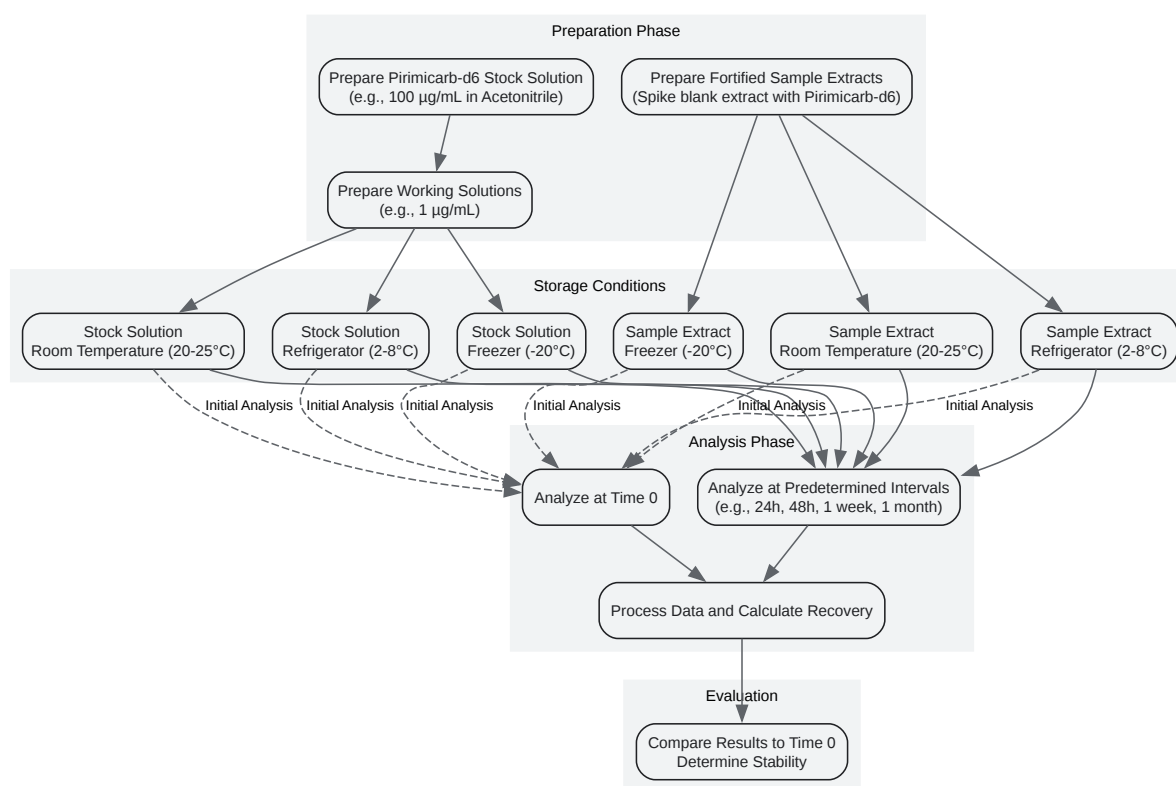 Preparation Phase
Prepare Pirimicarb-d6 Stock Solution
(e.g., 100 µg/mL in Acetonitrile)
Prepare Fortified Sample Extracts
(Spike blank extract with Pirimicarb-d6)
Prepare Working Solutions
(e.g., 1 µg/mL)
Storage Conditions
Stock Solution
Room Temperature (20-25°C)
Stock Solution
Refrigerator (2-8°C)
Stock Solution
Freezer (-20°C)
Sample Extract
Freezer (-20°C)
Sample Extract
Room Temperature (20-25°C)
Sample Extract
Refrigerator (2-8°C)
Initial Analysis
Initial Analysis
Initial Analysis
Initial Analysis
Initial Analysis
Initial Analysis
Analysis Phase
Analyze at Time 0
Analyze at Predetermined Intervals
(e.g., 24h, 48h, 1 week, 1 month)
Process Data and Calculate Recovery
Evaluation
Compare Results to Time 0
Determine Stability